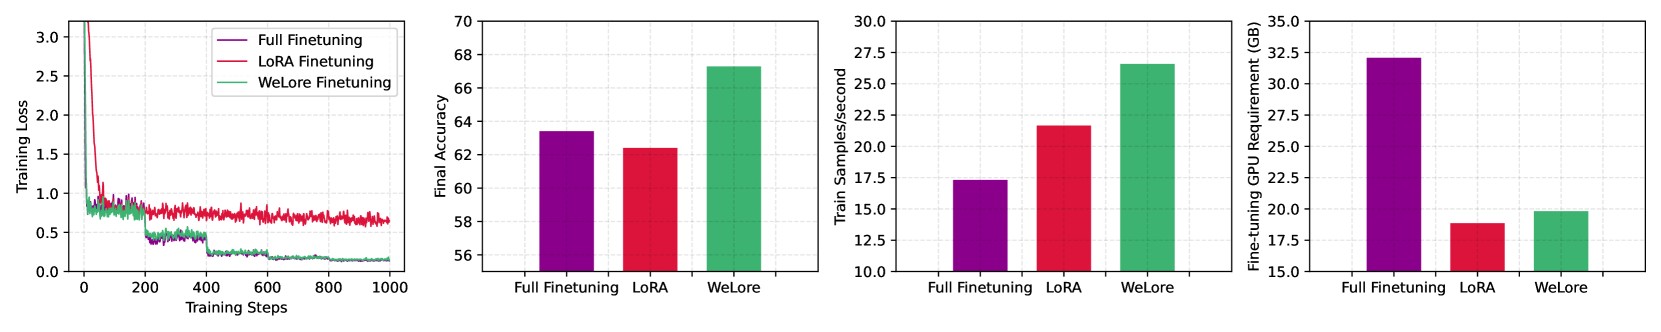 Training Loss
3.0
2.5
2.0
1.5
1.0
0.5
0.0
0 200 400 600 800 1000
Training Steps
Full Finetuning
LoRA Finetuning
WeLore Finetuning
Final Accuracy
70
68
66
64
62
60
58
56
Full Finetuning LoRA WeLore
Train Samples/second
30.0
27.5
25.0
22.5
20.0
17.5
15.0
12.5
10.0
Full Finetuning LoRA WeLore
Fine-tuning GPU Requirement (GB)
35.0
32.5
30.0
27.5
25.0
22.5
20.0
17.5
15.0
Full Finetuning LoRA WeLore